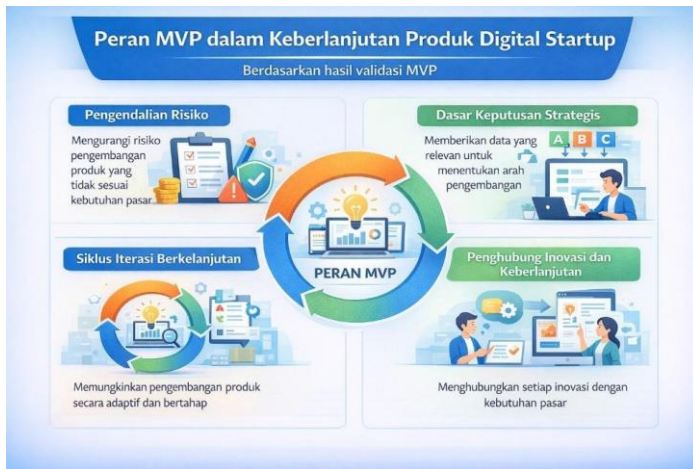 Peran MVP dalam Keberlanjutan Produk Digital Startup
Berdasarkan hasil validasi MVP
Pengendalian Risiko
Mengurangi risiko
pengembangan
produk yang
tidak sesuai
kebutuhan pasar
Dasar Keputusan Strategis
Memberikan data yang
relevan untuk
menentukan arah
pengembangan
A B C
PERAN MVP
Siklus Iterasi Berkelanjutan
Memungkinkan pengembangan produk
secara adaptif dan bertahap
Penghubung Inovasi dan
Keberlanjutan
Menghubungkan setiap inovasi dengan
kebutuhan pasar